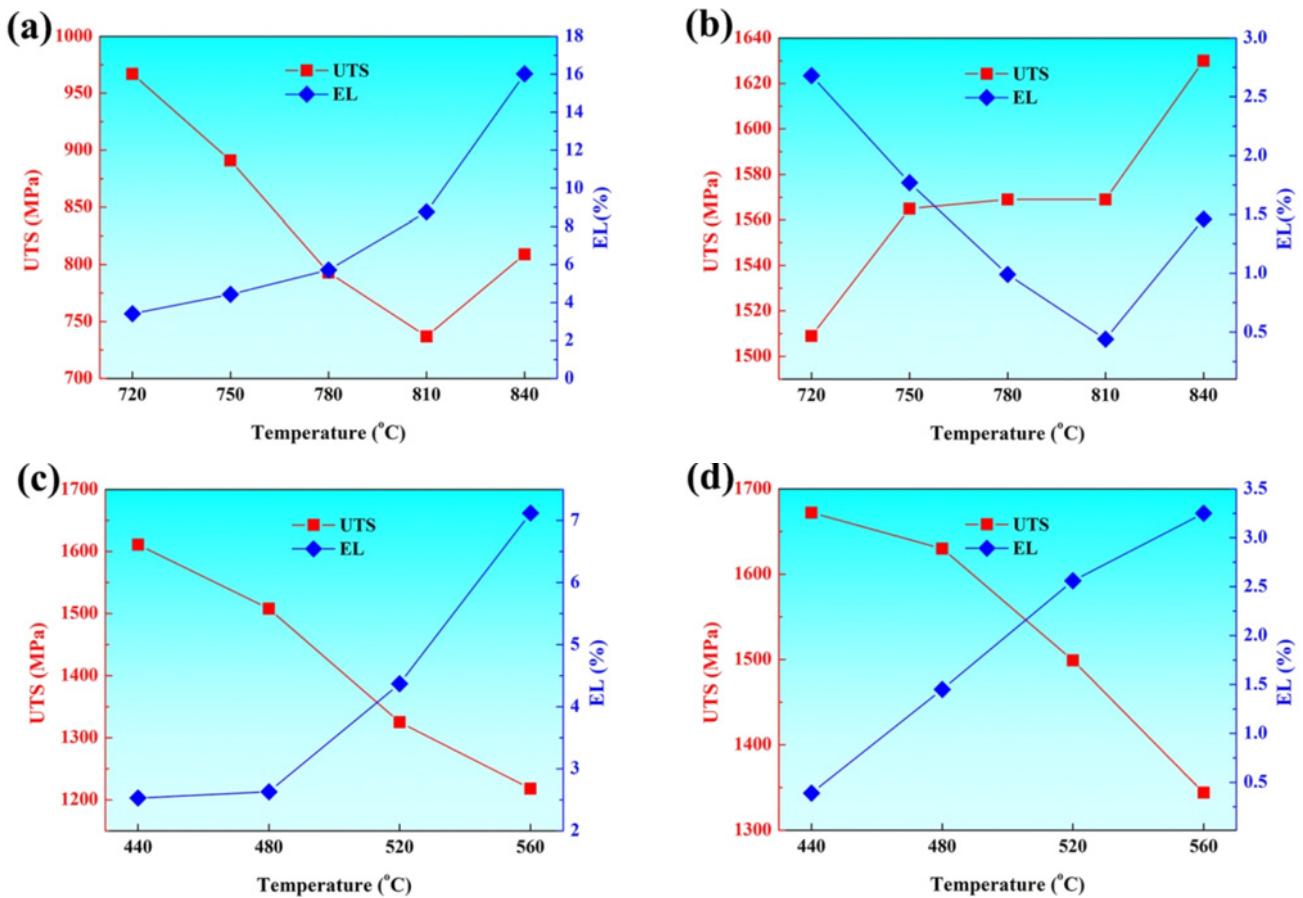 (a)
1000
950
900
850
800
750
700
UTS (MPa)
UTS
EL
18
16
14
12
10
8
6
4
2
0
EL(%)
720 750 780 810 840
Temperature (°C)
(b)
1640
1620
1600
1580
1560
1540
1520
1500
UTS (MPa)
UTS
EL
3.0
2.5
2.0
1.5
1.0
0.5
EL(%)
720 750 780 810 840
Temperature (°C)
(c)
1700
1600
1500
1400
1300
1200
UTS (MPa)
UTS
EL
7
6
5
4
3
2
EL (%)
440 480 520 560
Temperature (°C)
(d)
1700
1600
1500
1400
1300
UTS (MPa)
UTS
EL
3.5
3.0
2.5
2.0
1.5
1.0
0.5
EL (%)
440 480 520 560
Temperature (°C)